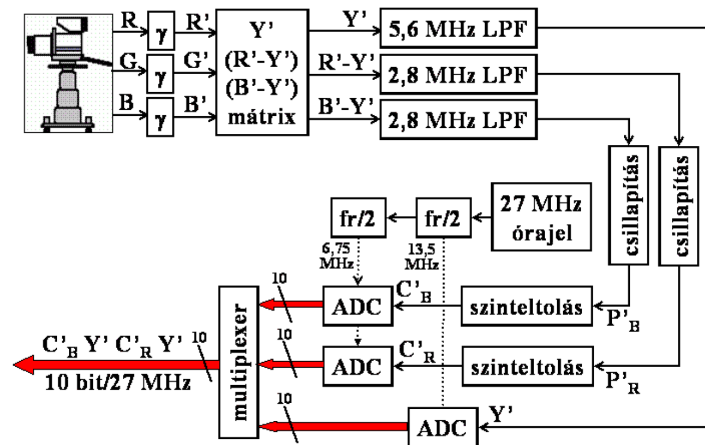 R γ R' Y' Y' 5,6 MHz LPF
G γ G' (R'-Y') R'-Y' 2,8 MHz LPF
B γ B' (B'-Y') B'-Y' 2,8 MHz LPF
mátrix
csillapítás
csillapítás
fr/2 fr/2 27 MHz
órajel
6,75
MHz
13,5
MHz
10 ADC C'B szinteltolás P'B
multiplexer
C'B Y' C'R Y' 10
10 bit/27 MHz
10 ADC C'R szinteltolás P'R
10 ADC Y'